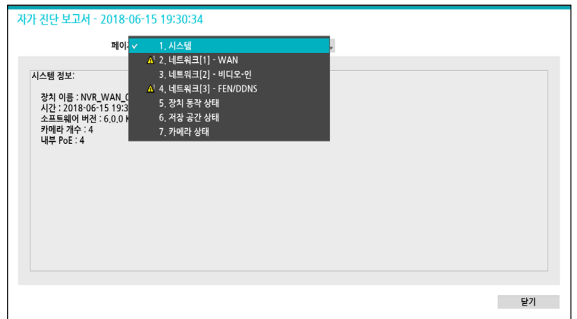 자가 진단 보고서 - 2018-06-15 19:30:34
1. 시스템
2. 네트워크[1] - WAN
3. 네트워크[2] - 비디오-인
4. 네트워크[3] - FEN/DDNS
5. 장치 동작 상태
6. 저장 공간 상태
7. 카메라 상태
시스템 정보:
장치 이름 : NVR_WAN_
시간 : 2018-06-15 19:3
소프트웨어 버전 : 6.0.0
카메라 개수 : 4
내부 PoE : 4
닫기